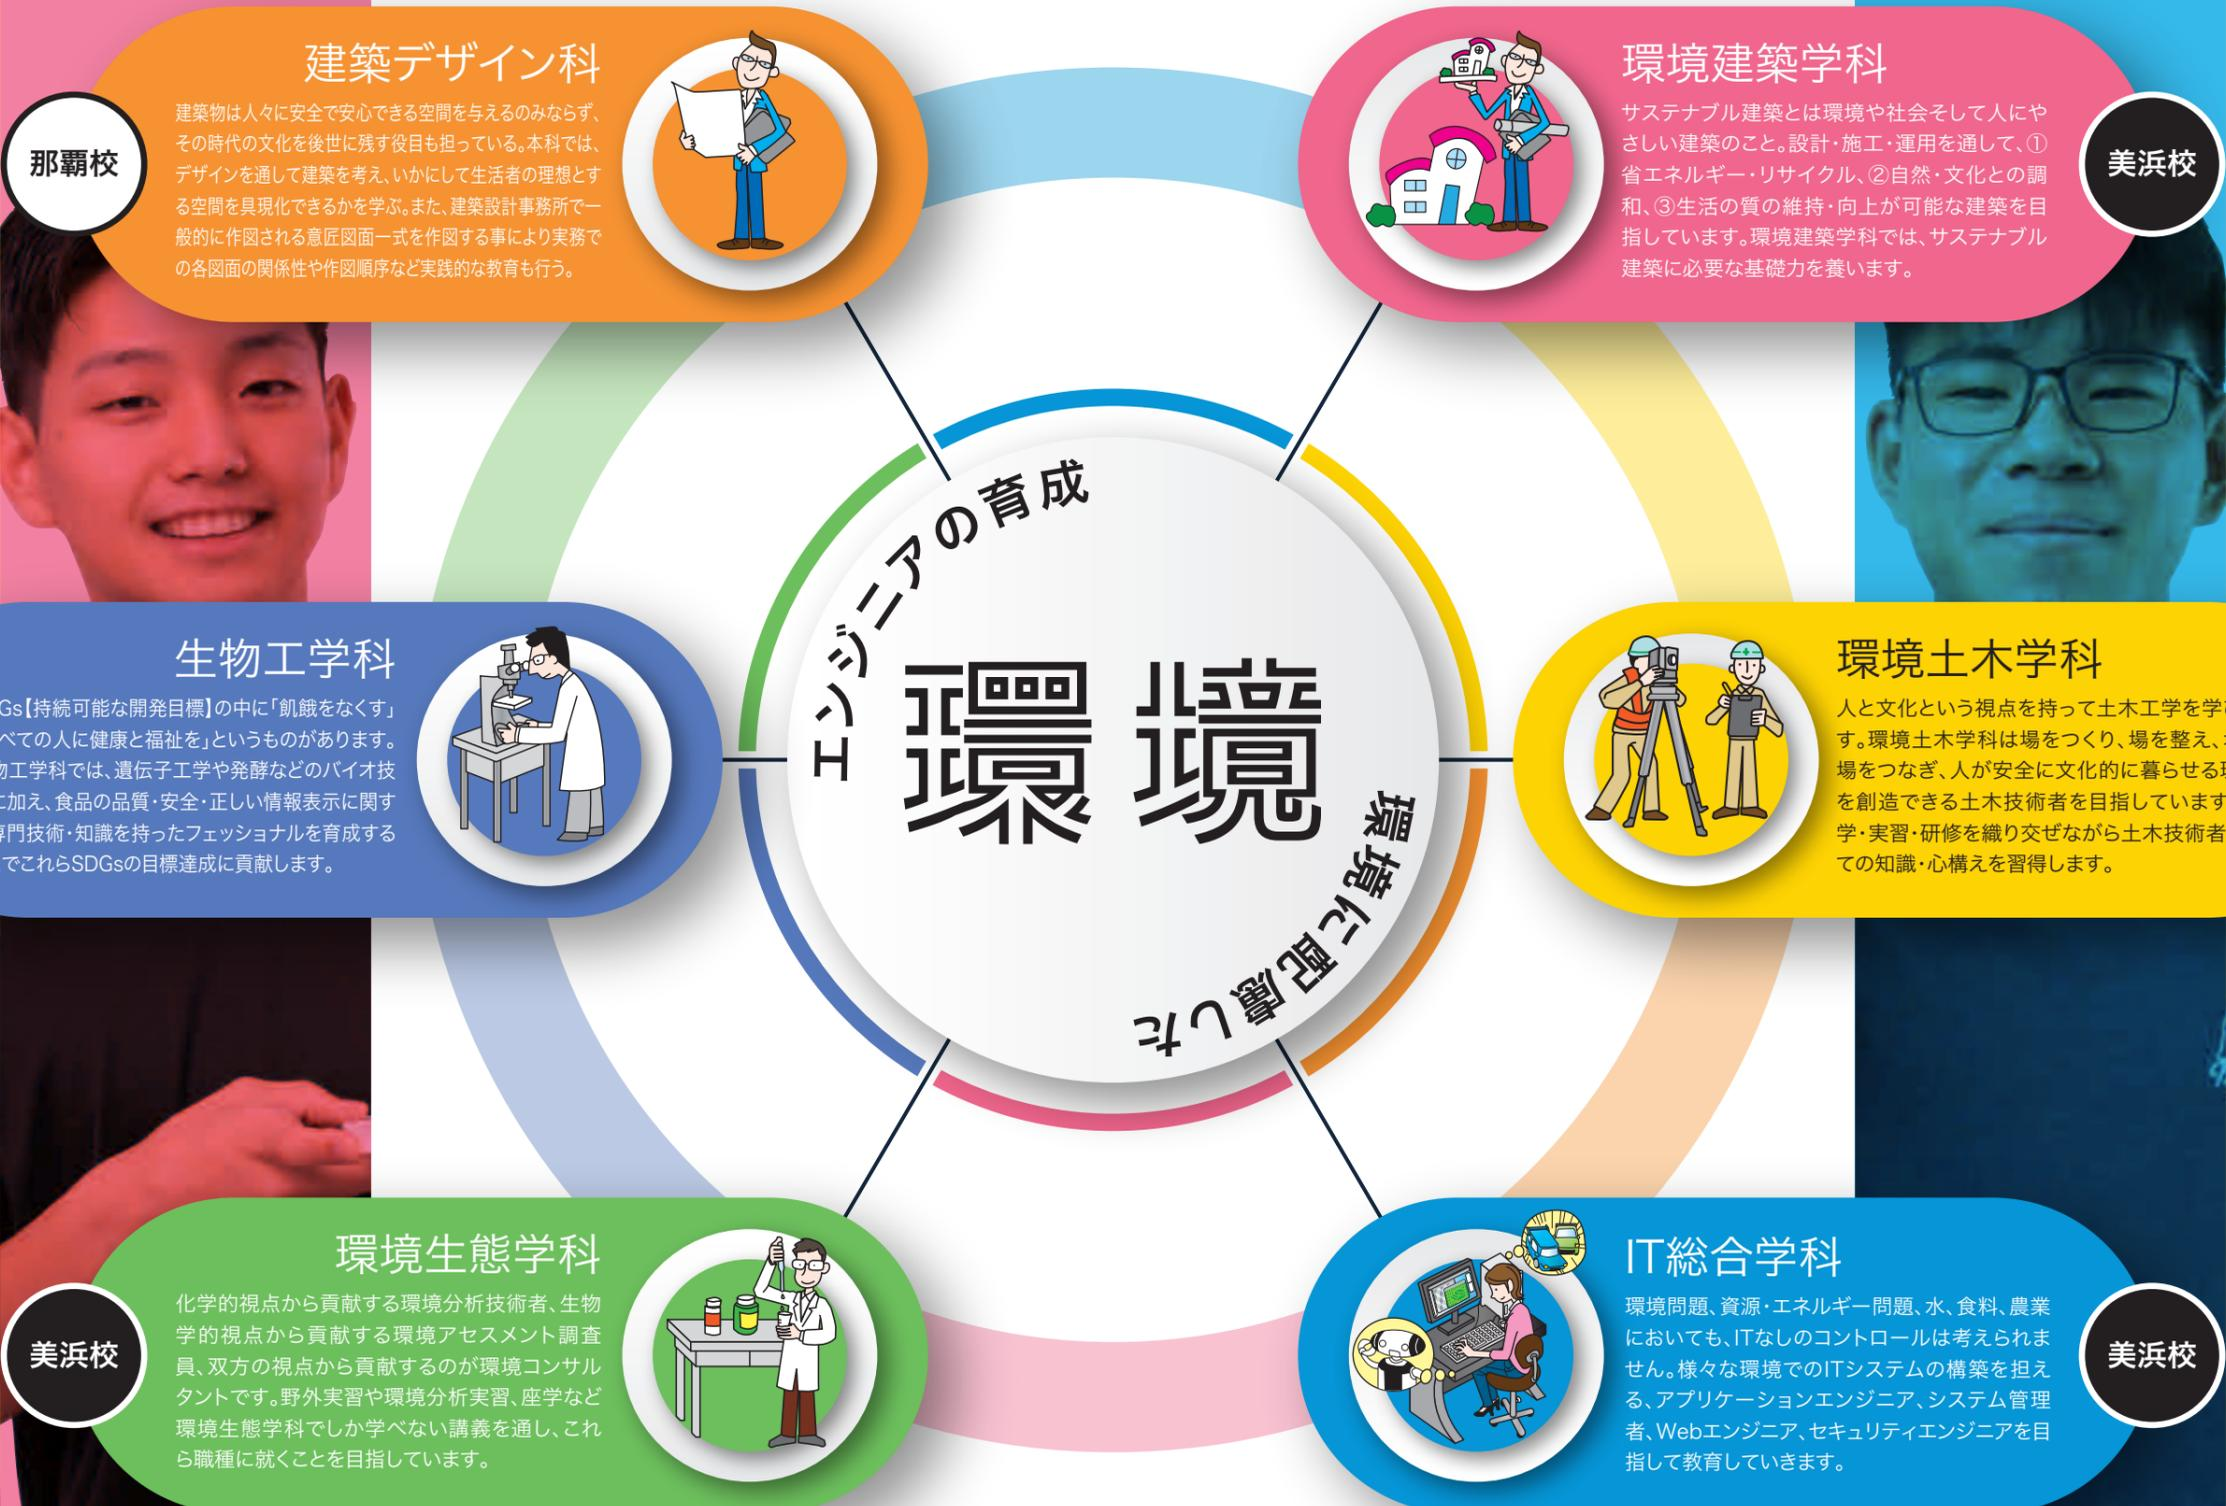 建築デザイン科
建築物は人々に安全で安心できる空間を与えるのみならず、
その時代の文化を後世に残す役目も担っている。本科では、
デザインを通して建築を考え、いかにして生活者の理想とす
る空間を具現化できるかを学ぶ。また、建築設計事務所で一
般的に作図される意匠図面一式を作図する事により実務で
の各図面の関係性や作図順序など実践的な教育も行う。
那覇校
環境建築学科
サステナブル建築とは環境や社会そして人にや
さしい建築のこと。設計・施工・運用を通して、①
省エネルギー・リサイクル、②自然・文化との調
和、③生活の質の維持・向上が可能な建築を目
指しています。環境建築学科では、サステナブル
建築に必要な基礎力を養います。
美浜校
環境に配慮した
エンジニアの育成
環境
生物工学科
Gs【持続可能な開発目標】の中に「飢餓をなくす」
べての人に健康と福祉を」というものがあります。
物工学科では、遺伝子工学や発酵などのバイオ技
に加え、食品の品質・安全・正しい情報表示に関す
専門技術・知識を持ったフェッショナルを育成する
でこれらSDGsの目標達成に貢献します。
環境土木学科
人と文化という視点を持って土木工学を学び
す。環境土木学科は場をつくり、場を整え、
場をつなぎ、人が安全に文化的に暮らせる
を創造できる土木技術者を目指しています
学・実習・研修を織り交ぜながら土木技術者
ての知識・心構えを習得します。
環境生態学科
化学的視点から貢献する環境分析技術者、生物
学的視点から貢献する環境アセスメント調査
員、双方の視点から貢献するのが環境コンサル
タントです。野外実習や環境分析実習、座学など
環境生態学科でしか学べない講義を通し、これ
ら職種に就くことを目指しています。
美浜校
IT総合学科
環境問題、資源・エネルギー問題、水、食料、農業
においても、ITなしのコントロールは考えられま
せん。様々な環境でのITシステムの構築を担え
る、アプリケーションエンジニア、システム管理
者、Webエンジニア、セキュリティエンジニアを目
指して教育していきます。
美浜校